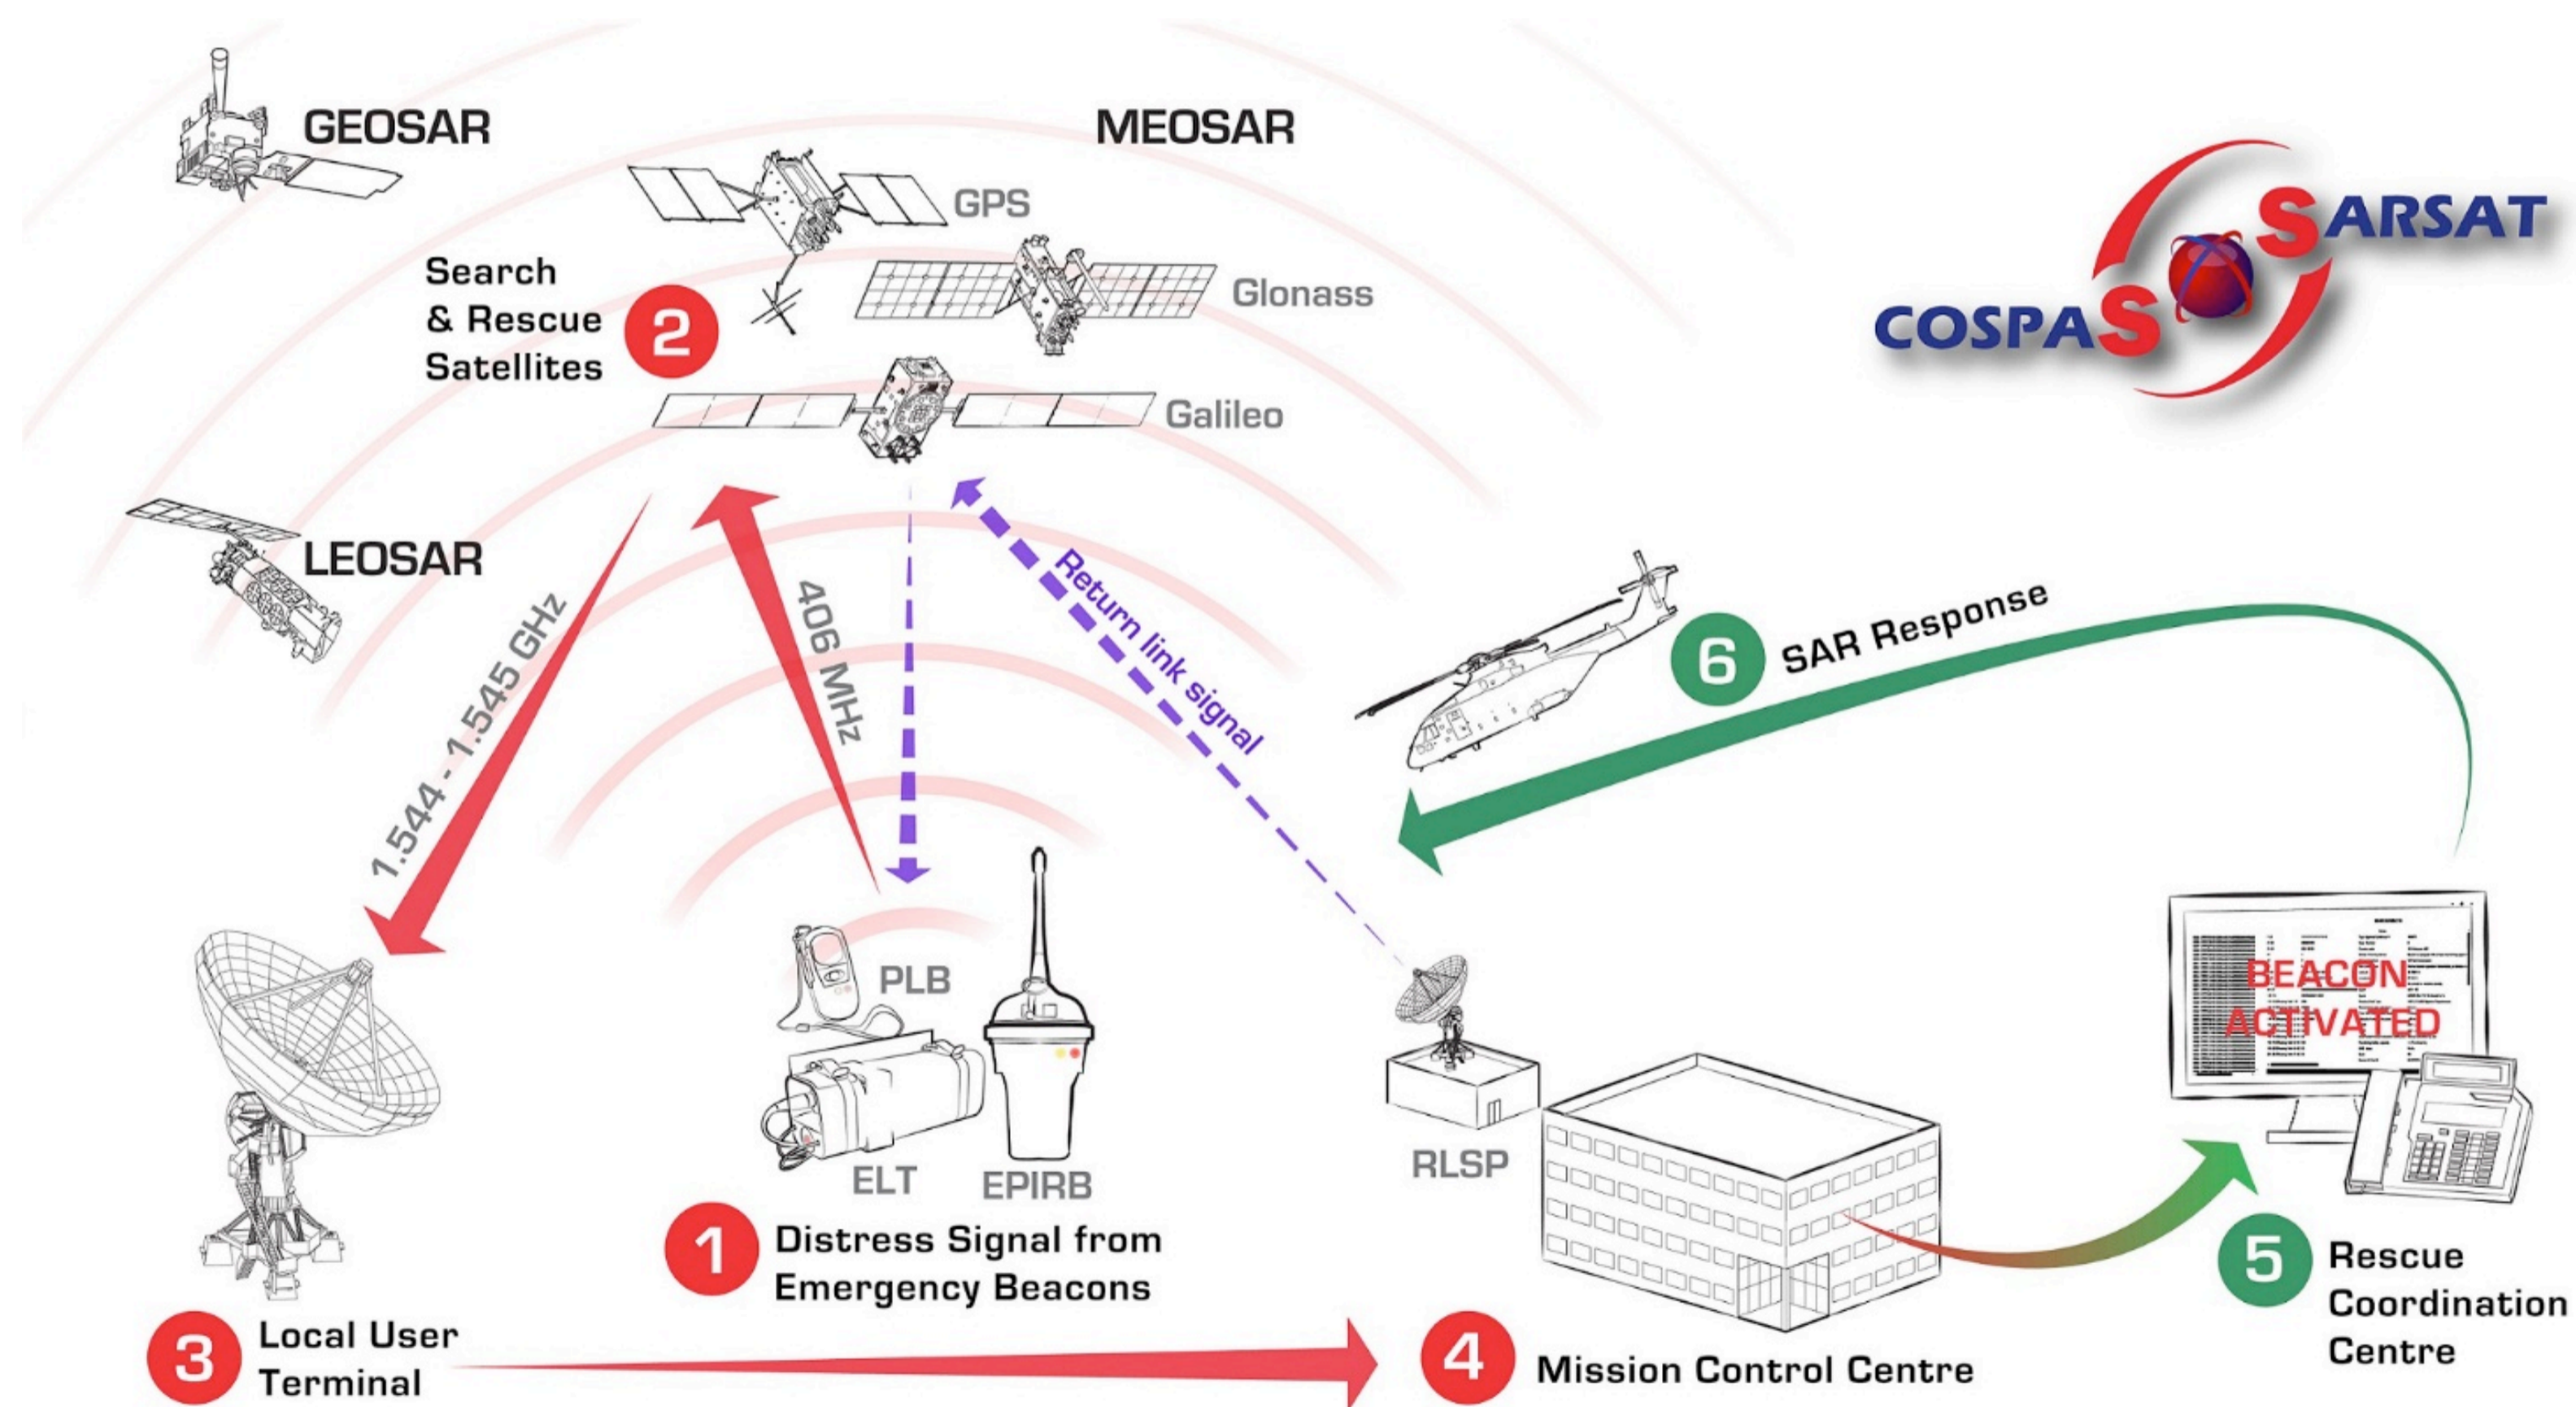 GEOSAR
MEOSAR
GPS
Glonass
Galileo
Search
& Rescue
Satellites
2
SARSAT
COSPAS
LEOSAR
1.544 - 1.545 GHz
406 MHz
Return link signal
6
SAR Response
PLB
ELT
EPIRB
1
Distress Signal from
Emergency Beacons
3
Local User
Terminal
RLSP
4
Mission Control Centre
BEACON
ACTIVATED
5
Rescue
Coordination
Centre